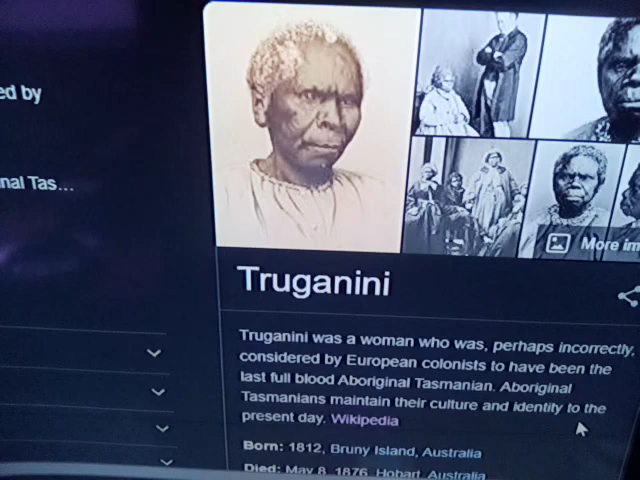 ed by
nal Tas...
More im
Truganini
Truganini was a woman who was, perhaps incorrectly,
considered by European colonists to have been the
last full blood Aboriginal Tasmanian. Aboriginal
Tasmanians maintain their culture and identity to the
present day. Wikipedia
Born: 1812, Bruny Island, Australia
Died: May 8, 1876, Hobart, Australia